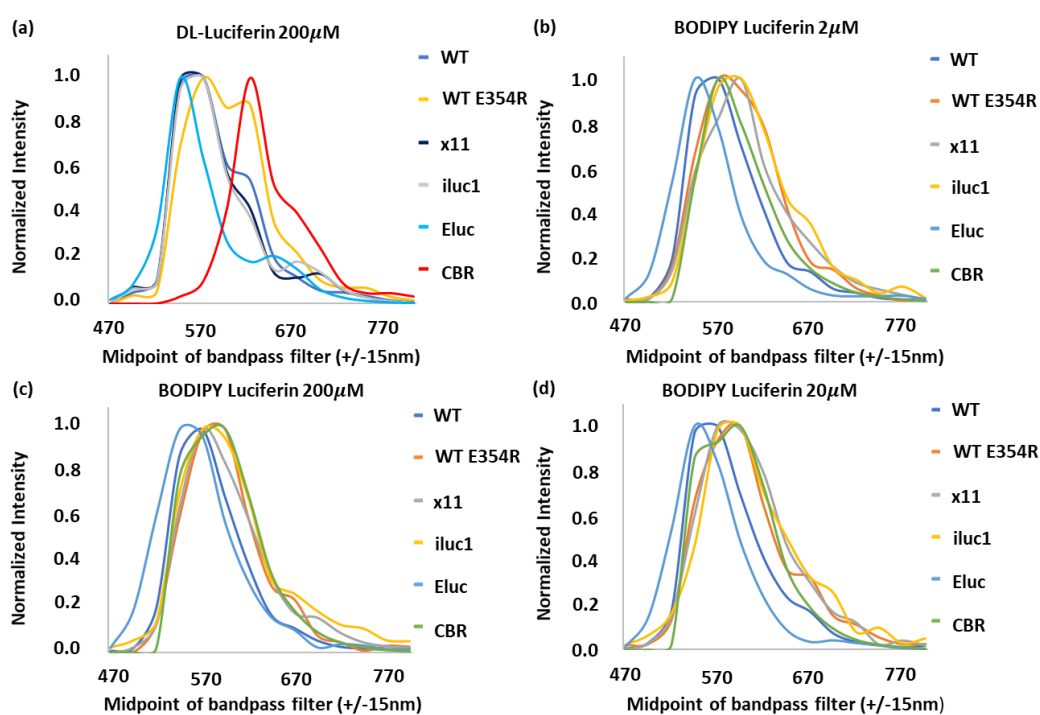 (a)
DL-Luciferin 200µM
Normalized Intensity
1.0
0.8
0.6
0.4
0.2
0.0
470
570
670
770
Midpoint of bandpass filter (+/-15nm)
WT
WT E354R
x11
iluc1
Eluc
CBR
(b)
BODIPY Luciferin 2µM
Normalized Intensity
1.0
0.8
0.6
0.4
0.2
0.0
470
570
670
770
Midpoint of bandpass filter (+/-15nm)
WT
WT E354R
x11
iluc1
Eluc
CBR
(c)
BODIPY Luciferin 200µM
Normalized Intensity
1.0
0.8
0.6
0.4
0.2
0.0
470
570
670
770
Midpoint of bandpass filter (+/-15nm)
WT
WT E354R
x11
iluc1
Eluc
CBR
(d)
BODIPY Luciferin 20µM
Normalized Intensity
1.0
0.8
0.6
0.4
0.2
0.0
470
570
670
770
Midpoint of bandpass filter (+/-15nm)
WT
WT E354R
x11
iluc1
Eluc
CBR